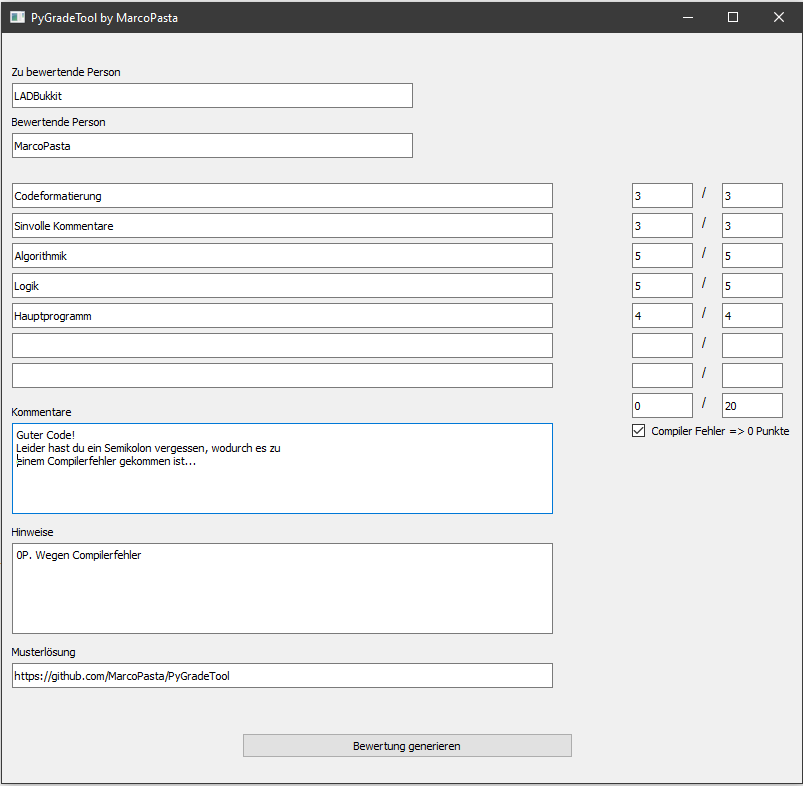 PyGradeTool by MarcoPasta
Zu bewertende Person
LADBukkit
Bewertende Person
MarcoPasta
Codeformatierung 3 / 3
Sinvolle Kommentare 3 / 3
Algorithmik 5 / 5
Logik 5 / 5
Hauptprogramm 4 / 4
/
/
0 / 20
Kommentare
Compiler Fehler => 0 Punkte
Guter Code!
Leider hast du ein Semikolon vergessen, wodurch es zu
einem Compilerfehler gekommen ist...
Hinweise
0P. Wegen Compilerfehler
Musterlösung
https://github.com/MarcoPasta/PyGradeTool
Bewertung generieren